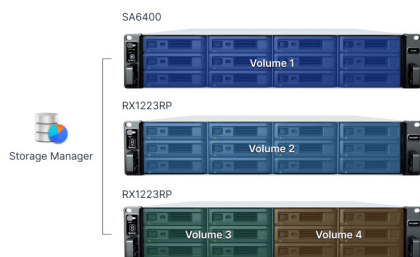 SA6400
Volume 1
RX1223RP
Storage Manager
Volume 2
RX1223RP
Volume 3
Volume 4